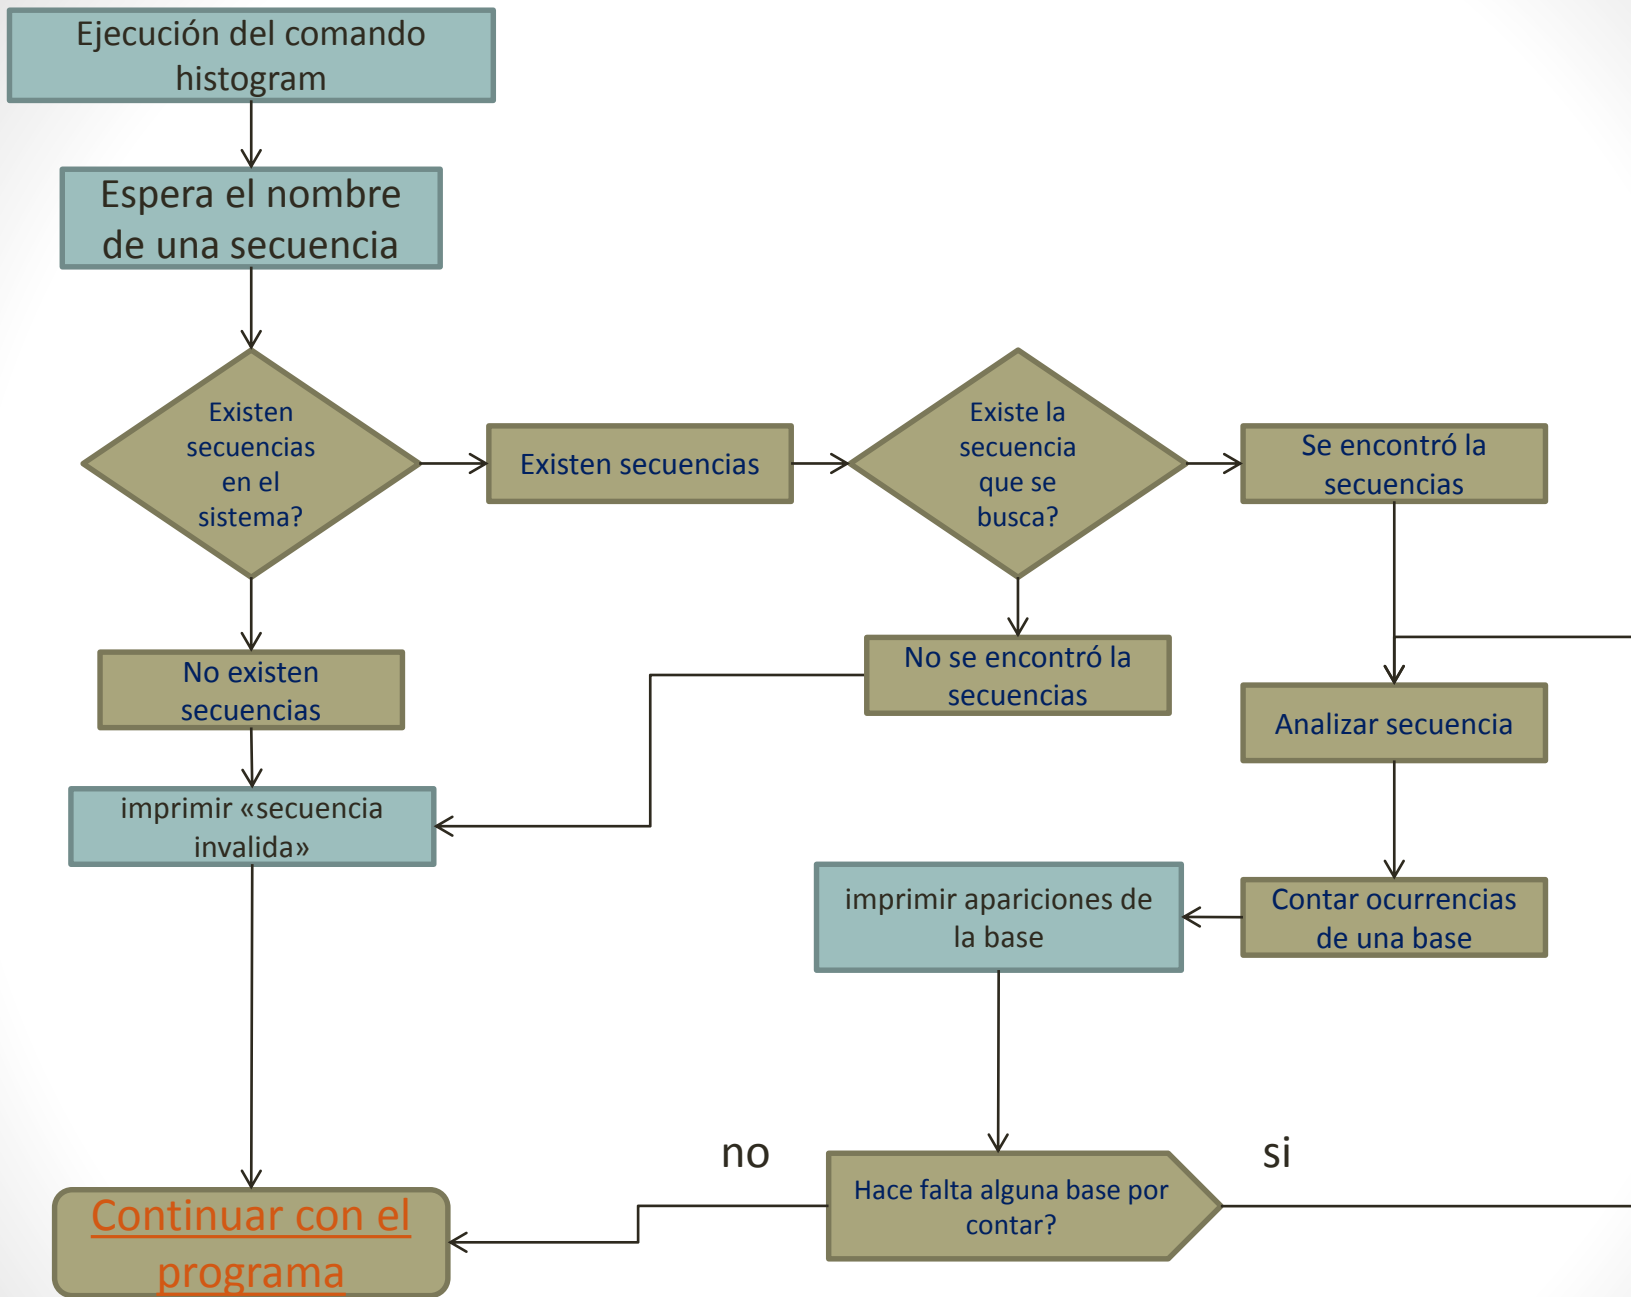 Ejecución del comando
histogram
Espera el nombre
de una secuencia
Existen
secuencias
en el
sistema?
Existen secuencias
Existe la
secuencia
que se
busca?
Se encontró la
secuencias
No existen
secuencias
No se encontró la
secuencias
Analizar secuencia
imprimir «secuencia
invalida»
imprimir apariciones de
la base
Contar ocurrencias
de una base
no
si
Hace falta alguna base por
contar?
Continuar con el
programa